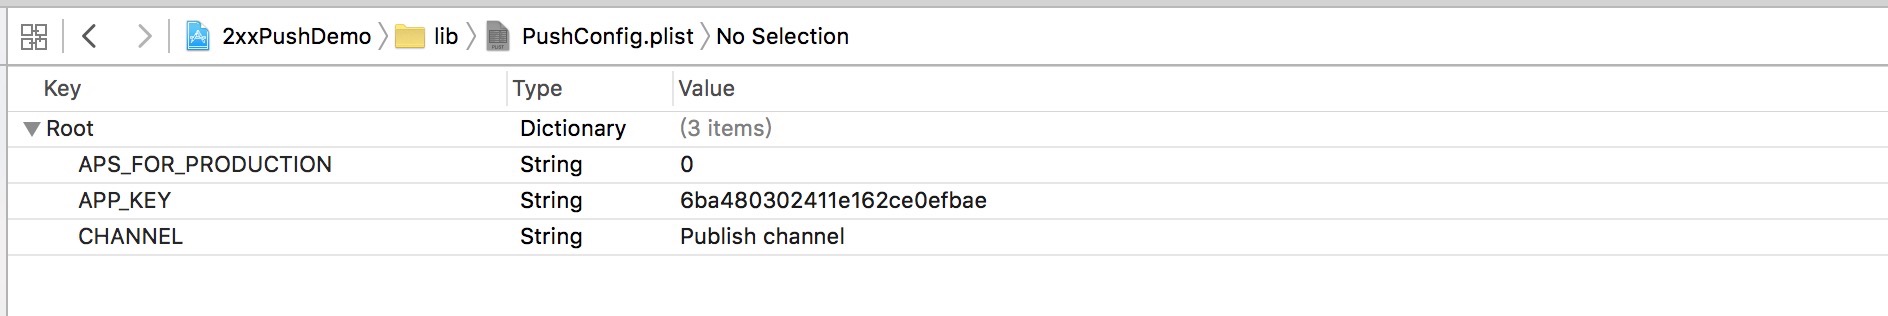 2xxPushDemo lib PushConfig.plist No Selection
Key Type Value
Root Dictionary (3 items)
APS_FOR_PRODUCTION String 0
APP_KEY String 6ba480302411e162ce0efbae
CHANNEL String Publish channel